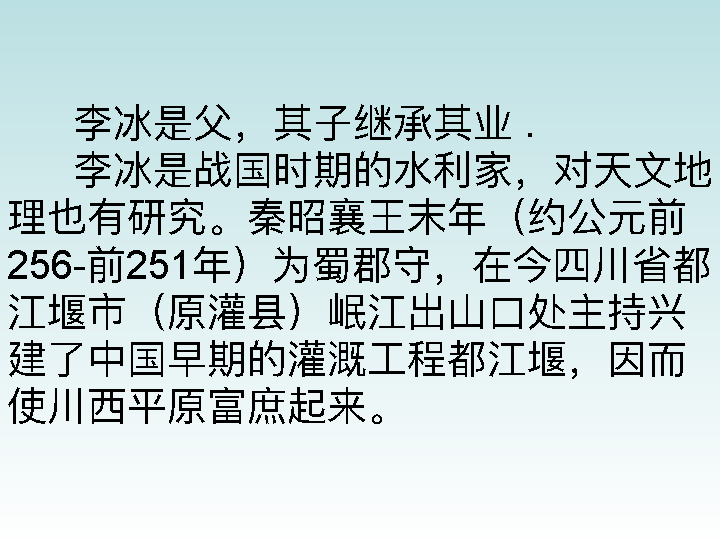 李冰是父，其子继承其业 .
李冰是战国时期的水利家，对天文地
理也有研究。秦昭襄王末年（约公元前
256-前251年）为蜀郡守，在今四川省都
江堰市（原灌县）岷江出山口处主持兴
建了中国早期的灌溉工程都江堰，因而
使川西平原富庶起来。